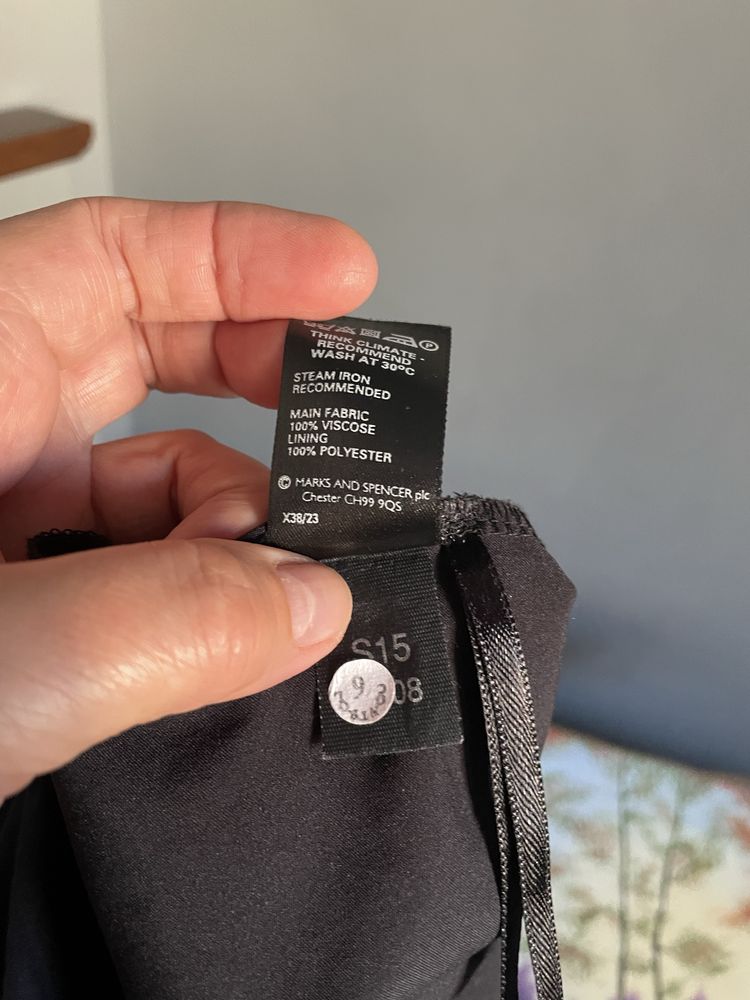 THINK CLIMATE -
RECOMMEND
WASH AT 30°C
STEAM IRON
RECOMMENDED
MAIN FABRIC
100% VISCOSE
LINING
100% POLYESTER
© MARKS AND SPENCER plc
Chester CH99 9QS
X38/23
S15
08